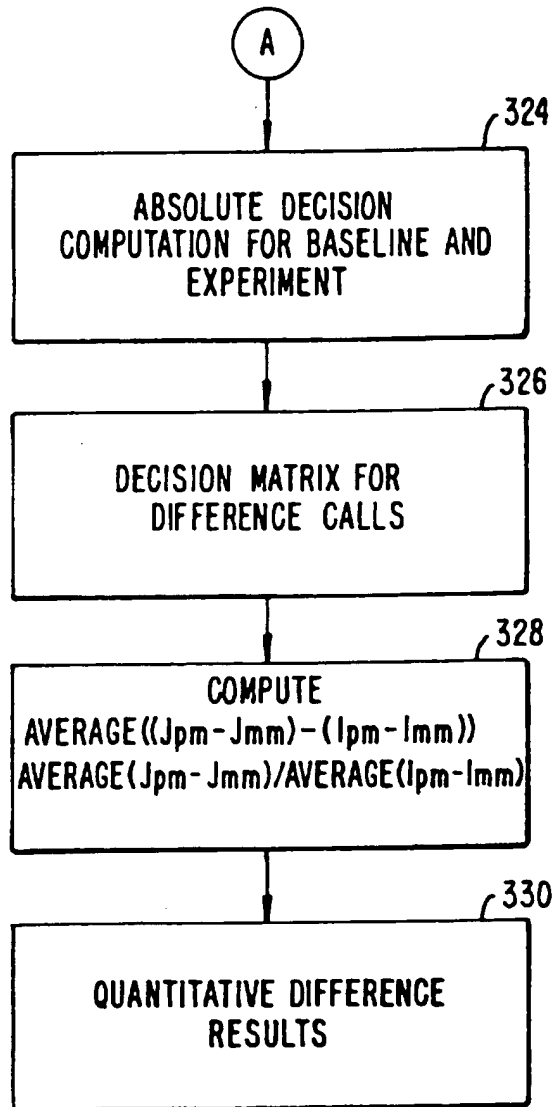 A
324
ABSOLUTE DECISION
COMPUTATION FOR BASELINE AND
EXPERIMENT
326
DECISION MATRIX FOR
DIFFERENCE CALLS
328
COMPUTE
AVERAGE((Jpm-Jmm)-(Ipm-Imm))
AVERAGE(Jpm-Jmm)/AVERAGE(Ipm-Imm)
330
QUANTITATIVE DIFFERENCE
RESULTS